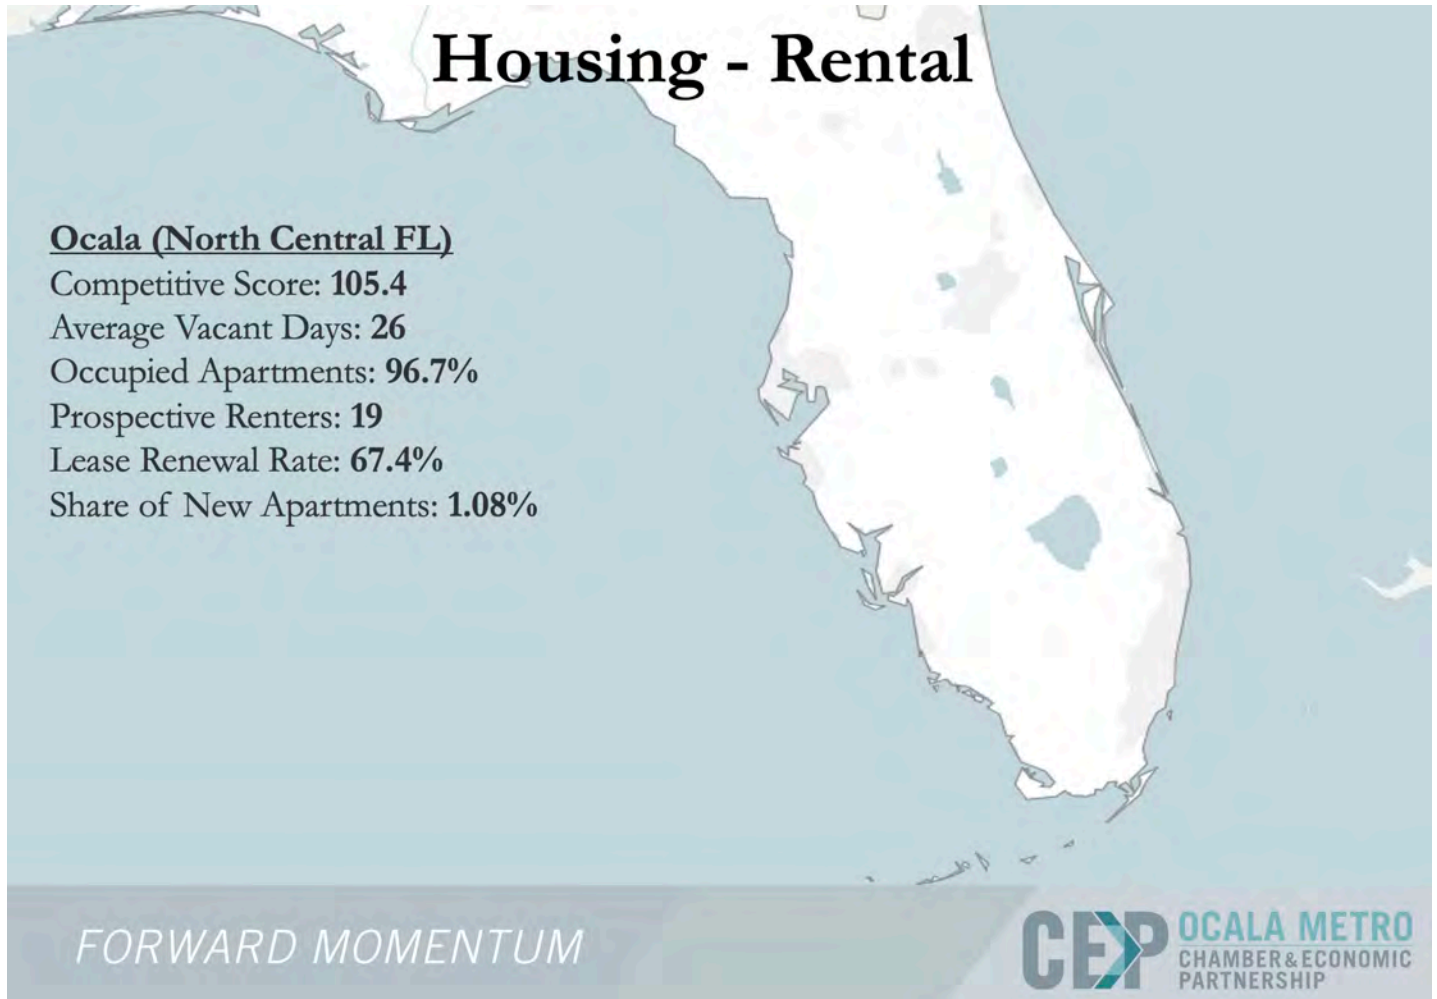 Housing - Rental
Ocala (North Central FL)
Competitive Score: 105.4
Average Vacant Days: 26
Occupied Apartments: 96.7%
Prospective Renters: 19
Lease Renewal Rate: 67.4%
Share of New Apartments: 1.08%
FORWARD MOMENTUM
CEP
OCALA METRO
CHAMBER & ECONOMIC
PARTNERSHIP